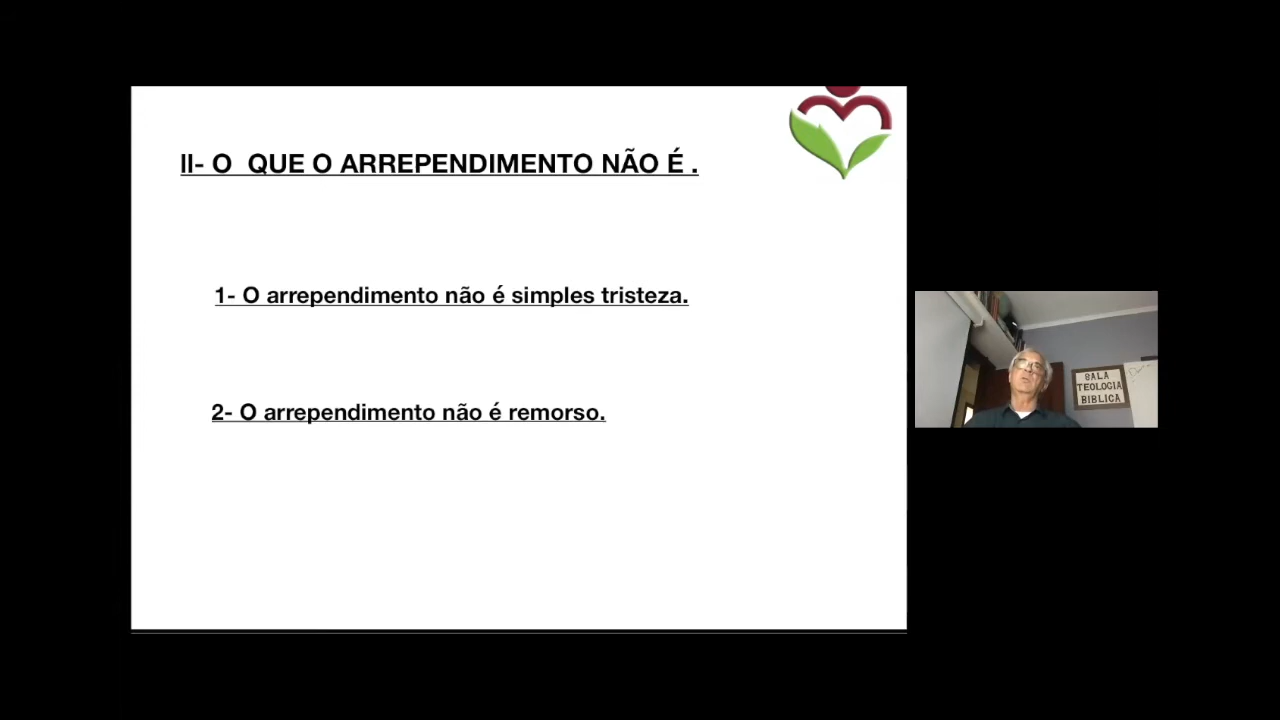 II- O QUE O ARREPENDIMENTO NÃO É .
1- O arrependimento não é simples tristeza.
2- O arrependimento não é remorso.
SALA
TEOLOGIA
BIBLICA